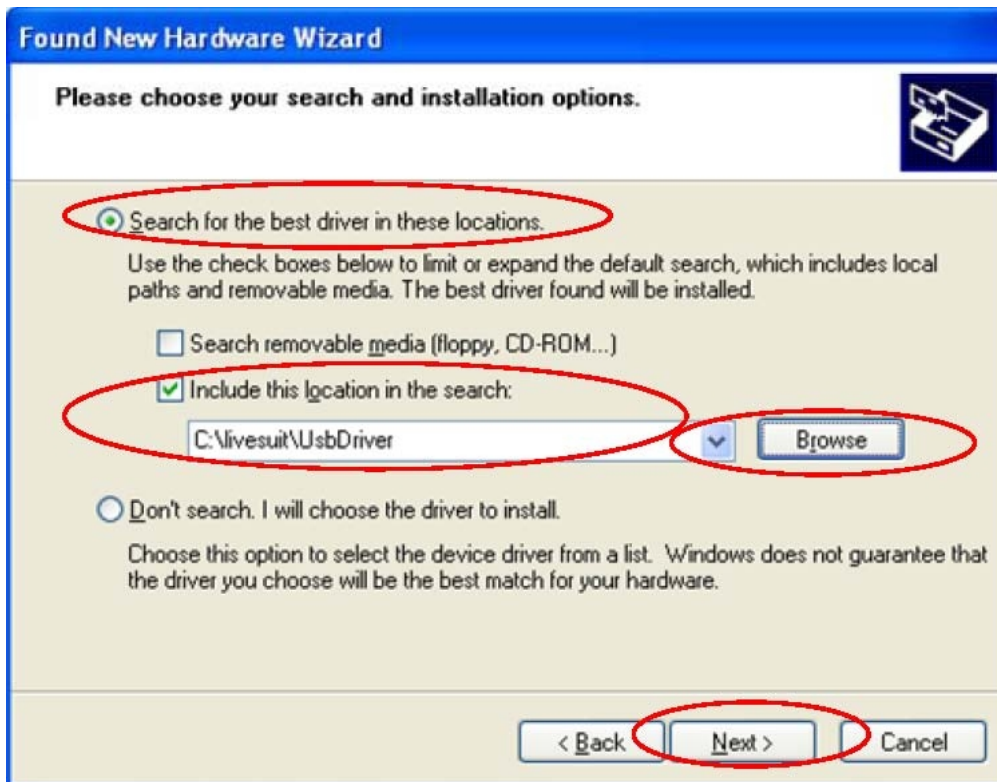 Found New Hardware Wizard
Please choose your search and installation options.
Search for the best driver in these locations.
Use the check boxes below to limit or expand the default search, which includes local
paths and removable media. The best driver found will be installed.
Search removable media (floppy, CD-ROM...)
Include this location in the search:
C:\livesuit\UsbDriver
Browse
Don't search. I will choose the driver to install.
Choose this option to select the device driver from a list. Windows does not guarantee that
the driver you choose will be the best match for your hardware.
< Back
Next >
Cancel